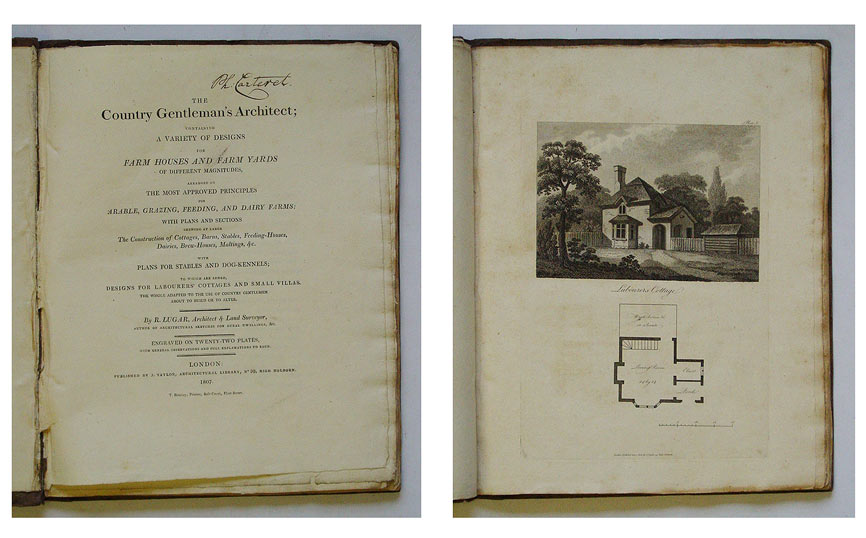 Ph. Carteret.
THE
Country Gentleman's Architect;
CONTAINING
A VARIETY OF DESIGNS
FOR
FARM HOUSES AND FARM YARDS
OF DIFFERENT MAGNITUDES,
ARRANGED ON
THE MOST APPROVED PRINCIPLES
FOR
ARABLE, GRAZING, FEEDING, AND DAIRY FARMS:
WITH PLANS AND SECTIONS
SHEWING AT LARGE
The Construction of Cottages, Barns, Stables, Feeding-Houses,
Dairies, Brew-Houses, Maltings, &c.
WITH
PLANS FOR STABLES AND DOG-KENNELS;
TO WHICH ARE ADDED,
DESIGNS FOR LABOURERS' COTTAGES AND SMALL VILLAS.
THE WHOLE ADAPTED TO THE USE OF COUNTRY GENTLEMEN
ABOUT TO BUILD OR TO ALTER.
By R. LUGAR, Architect & Land Surveyor,
AUTHOR OF ARCHITECTURAL SKETCHES FOR RURAL DWELLINGS, &c.
ENGRAVED ON TWENTY-TWO PLATES,
WITH GENERAL OBSERVATIONS AND FULL EXPLANATIONS TO EACH.
LONDON:
PUBLISHED BY J. TAYLOR, ARCHITECTURAL LIBRARY, No 59, HIGH HOLBORN.
1807.
Labourers Cottage.
Living Room
Closet
Porch